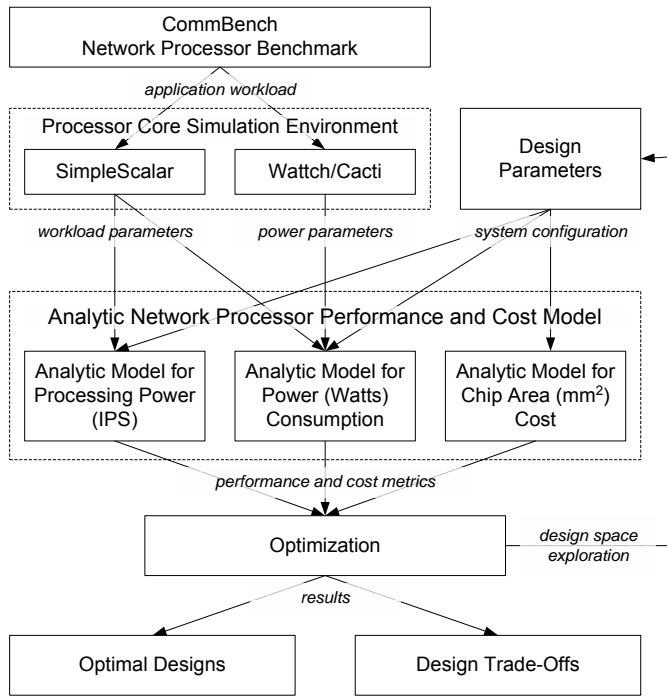 CommBench
Network Processor Benchmark
application workload
Processor Core Simulation Environment
SimpleScalar
Wattch/Cacti
Design
Parameters
workload parameters
power parameters
system configuration
Analytic Network Processor Performance and Cost Model
Analytic Model for
Processing Power
(IPS)
Analytic Model for
Power (Watts)
Consumption
Analytic Model for
Chip Area (mm²)
Cost
performance and cost metrics
Optimization
design space
exploration
results
Optimal Designs
Design Trade-Offs